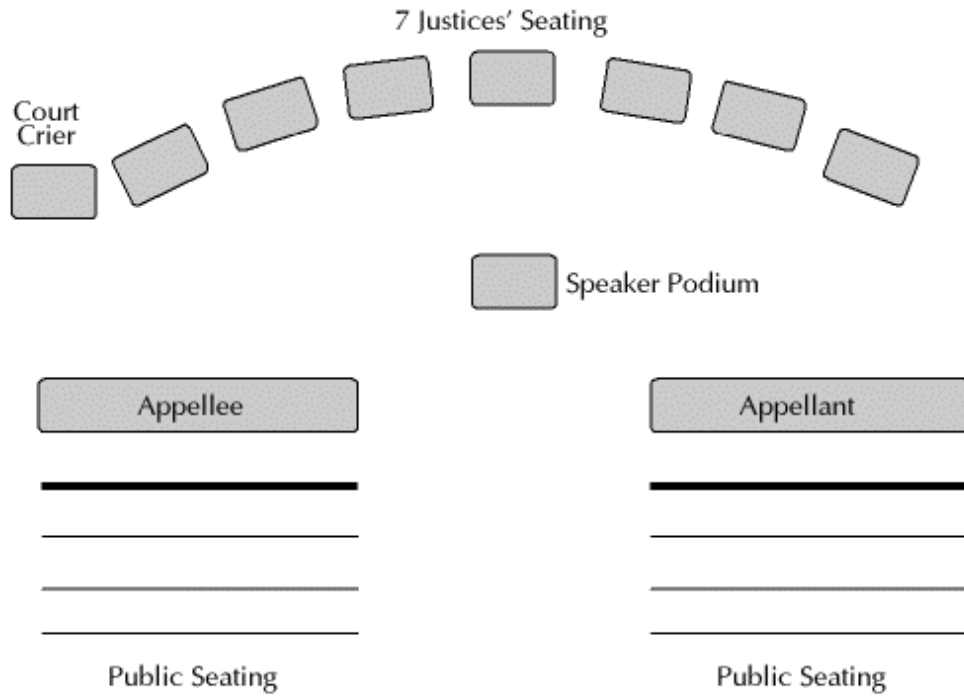 7 Justices’ Seating
Court
Crier
Speaker Podium
Appellee
Appellant
Public Seating
Public Seating